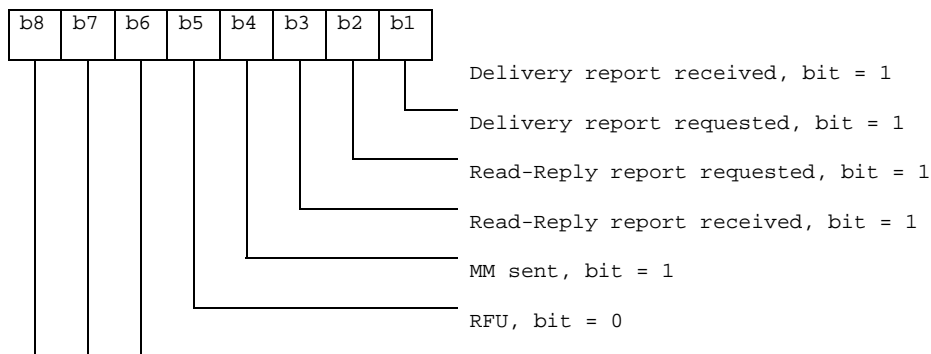 b8 b7 b6 b5 b4 b3 b2 b1
Delivery report received, bit = 1
Delivery report requested, bit = 1
Read-Reply report requested, bit = 1
Read-Reply report received, bit = 1
MM sent, bit = 1
RFU, bit = 0